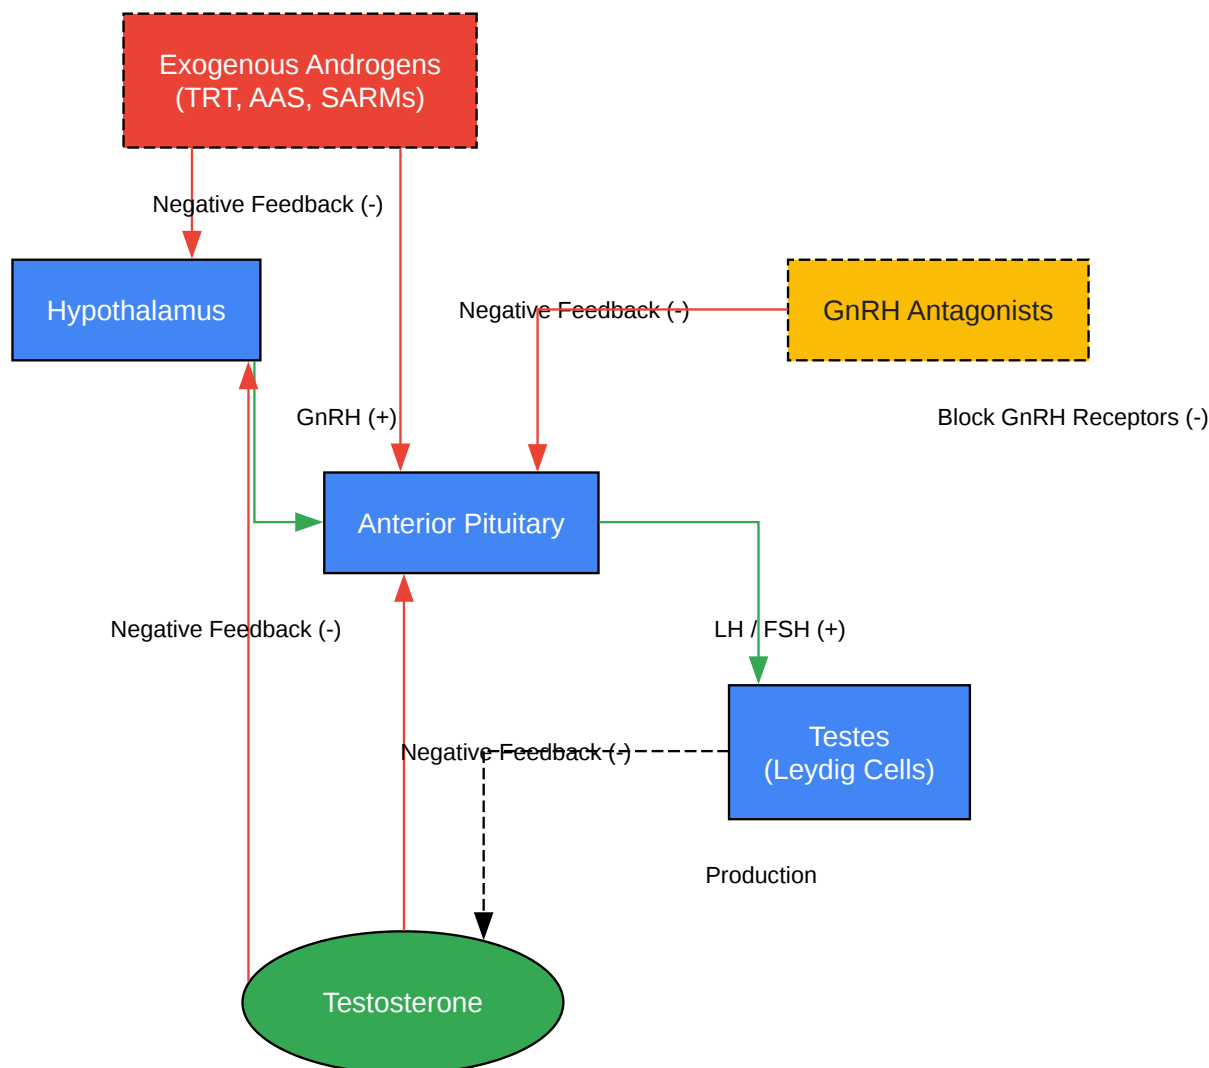 Exogenous Androgens
(TRT, AAS, SARMs)
Negative Feedback (-)
Hypothalamus
Negative Feedback (-)
GnRH Antagonists
GnRH (+)
Block GnRH Receptors (-)
Anterior Pituitary
Negative Feedback (-)
LH / FSH (+)
Testes
(Leydig Cells)
Negative Feedback (-)
Production
Testosterone